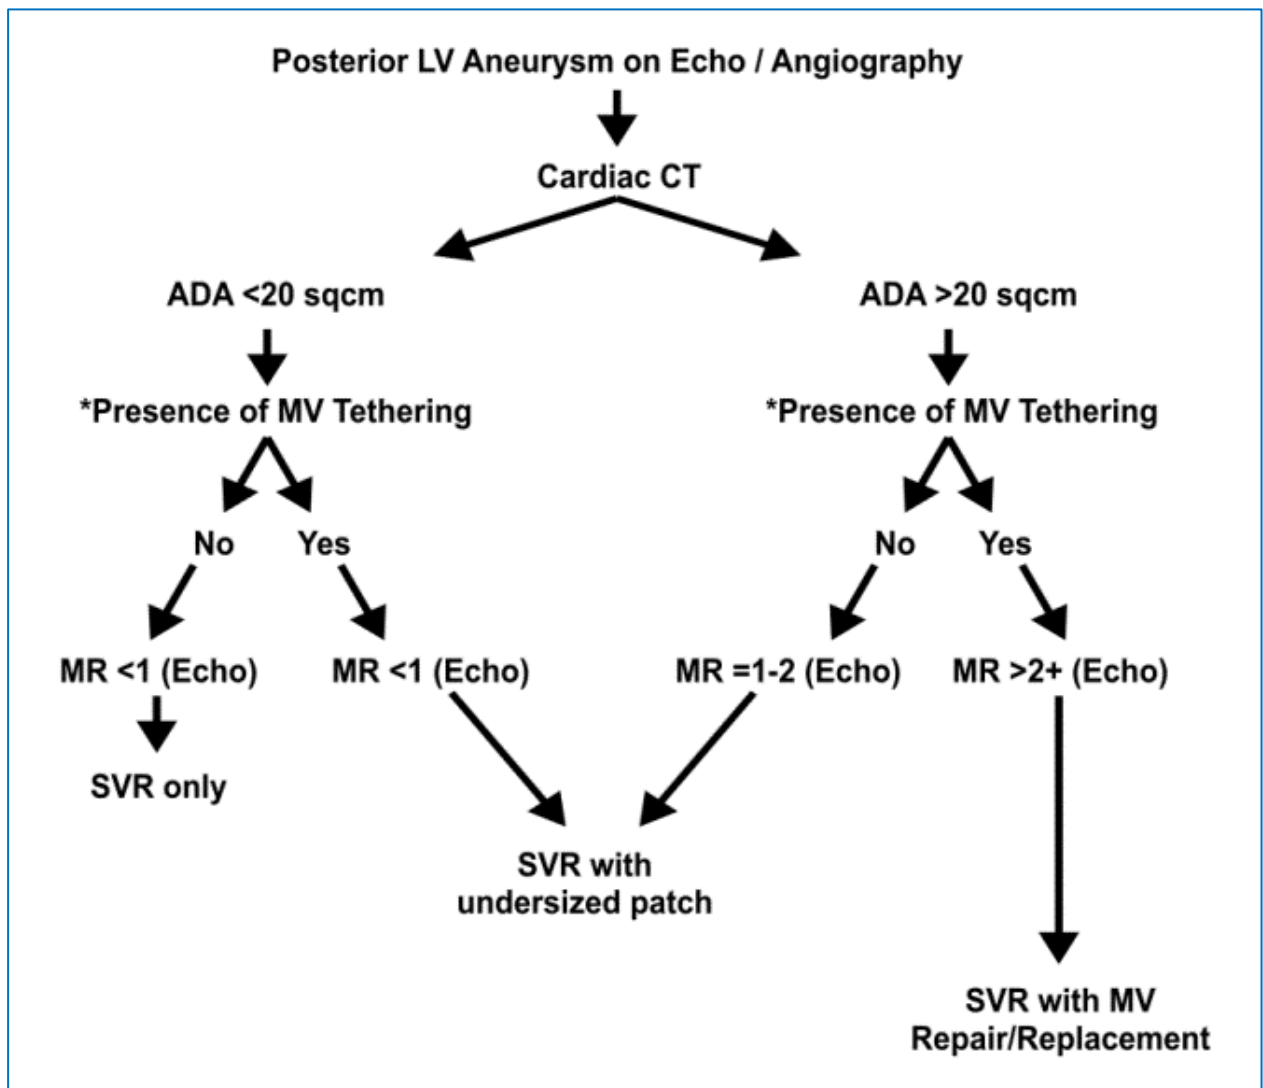 Posterior LV Aneurysm on Echo / Angiography
Cardiac CT
ADA <20 sqcm
ADA >20 sqcm
*Presence of MV Tethering
*Presence of MV Tethering
No
Yes
No
Yes
MR <1 (Echo)
MR <1 (Echo)
MR =1-2 (Echo)
MR >2+ (Echo)
SVR only
SVR with
undersized patch
SVR with MV
Repair/Replacement